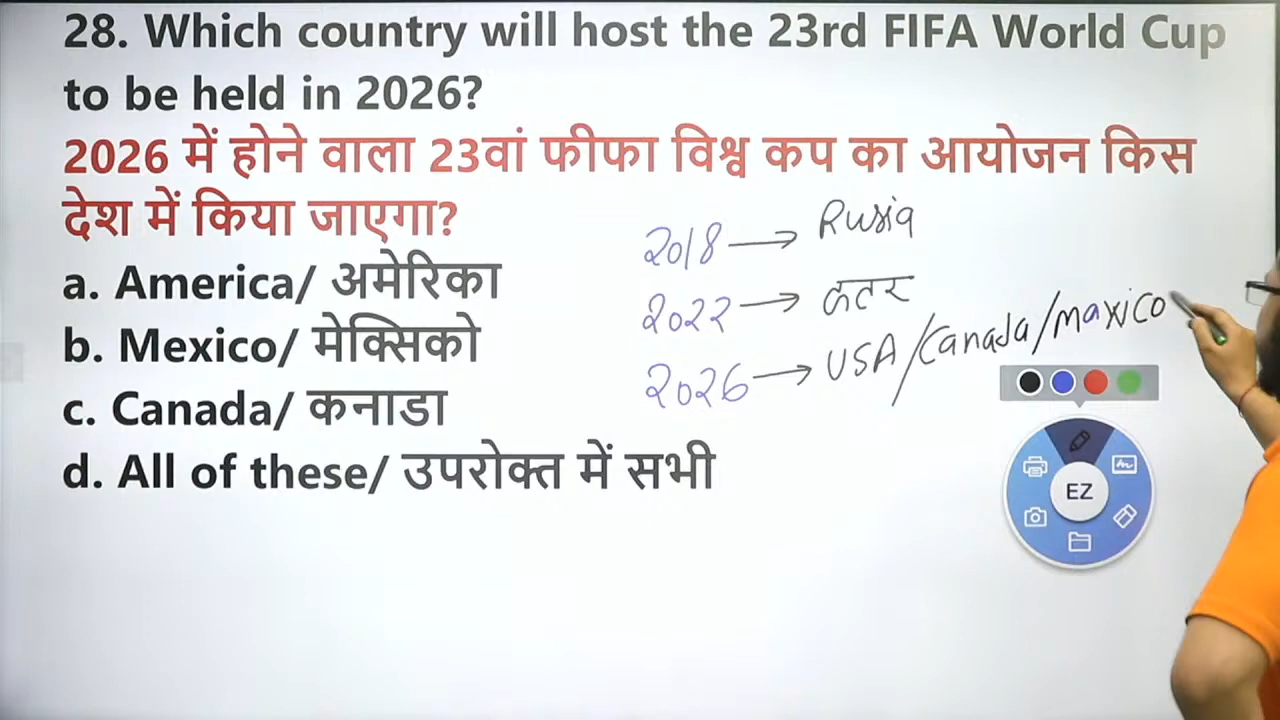 28. Which country will host the 23rd FIFA World Cup
to be held in 2026?
2026 में होने वाला 23वां फीफा विश्व कप का आयोजन किस
देश में किया जाएगा?
a. America/ अमेरिका
b. Mexico/ मेक्सिको
c. Canada/ कनाडा
d. All of these/ उपरोक्त में सभी
2018 → Rusia
2022 → कतर
2026 → USA/Canada/maxico
EZ